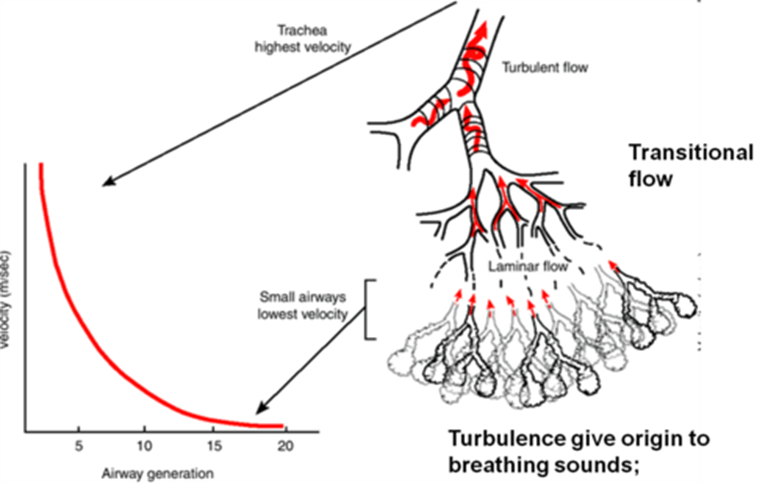 Trachea
highest velocity
Turbulent flow
Transitional
flow
Laminar flow
Small airways
lowest velocity
Velocity (m/sec)
5 10 15 20
Airway generation
Turbulence give origin to
breathing sounds;